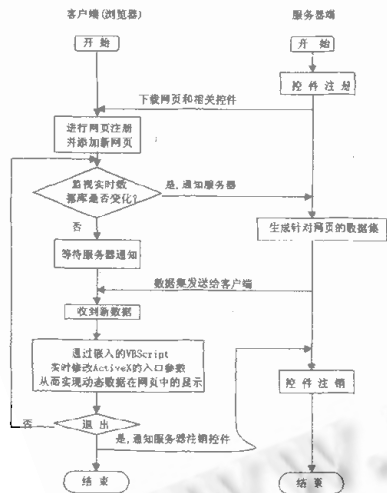 客户端(浏览器)
服务器端
开始
开始
控件注册
下载网页和相关控件
进行网页注册
并添加新网页
监视实时数
据库是否变化?
是,通知服务器
否
生成针对网页的数据集
等待服务器通知
数据集发送给客户端
收到新数据
通过嵌入的VBScript
实时修改ActiveX的入口参数
从而实现动态数据在网页中的显示
控件注销
否
退出
是,通知服务器注销控件
结束
结束